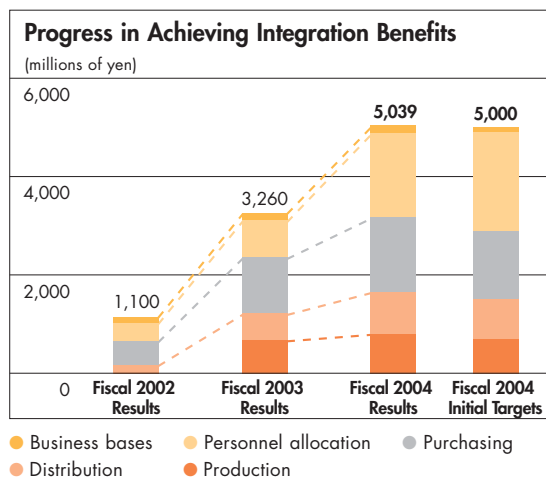 Progress in Achieving Integration Benefits
(millions of yen)
6,000
5,039
5,000
4,000
3,260
2,000
1,100
0
Fiscal 2002 Results
Fiscal 2003 Results
Fiscal 2004 Results
Fiscal 2004 Initial Targets
Business bases
Personnel allocation
Purchasing
Distribution
Production